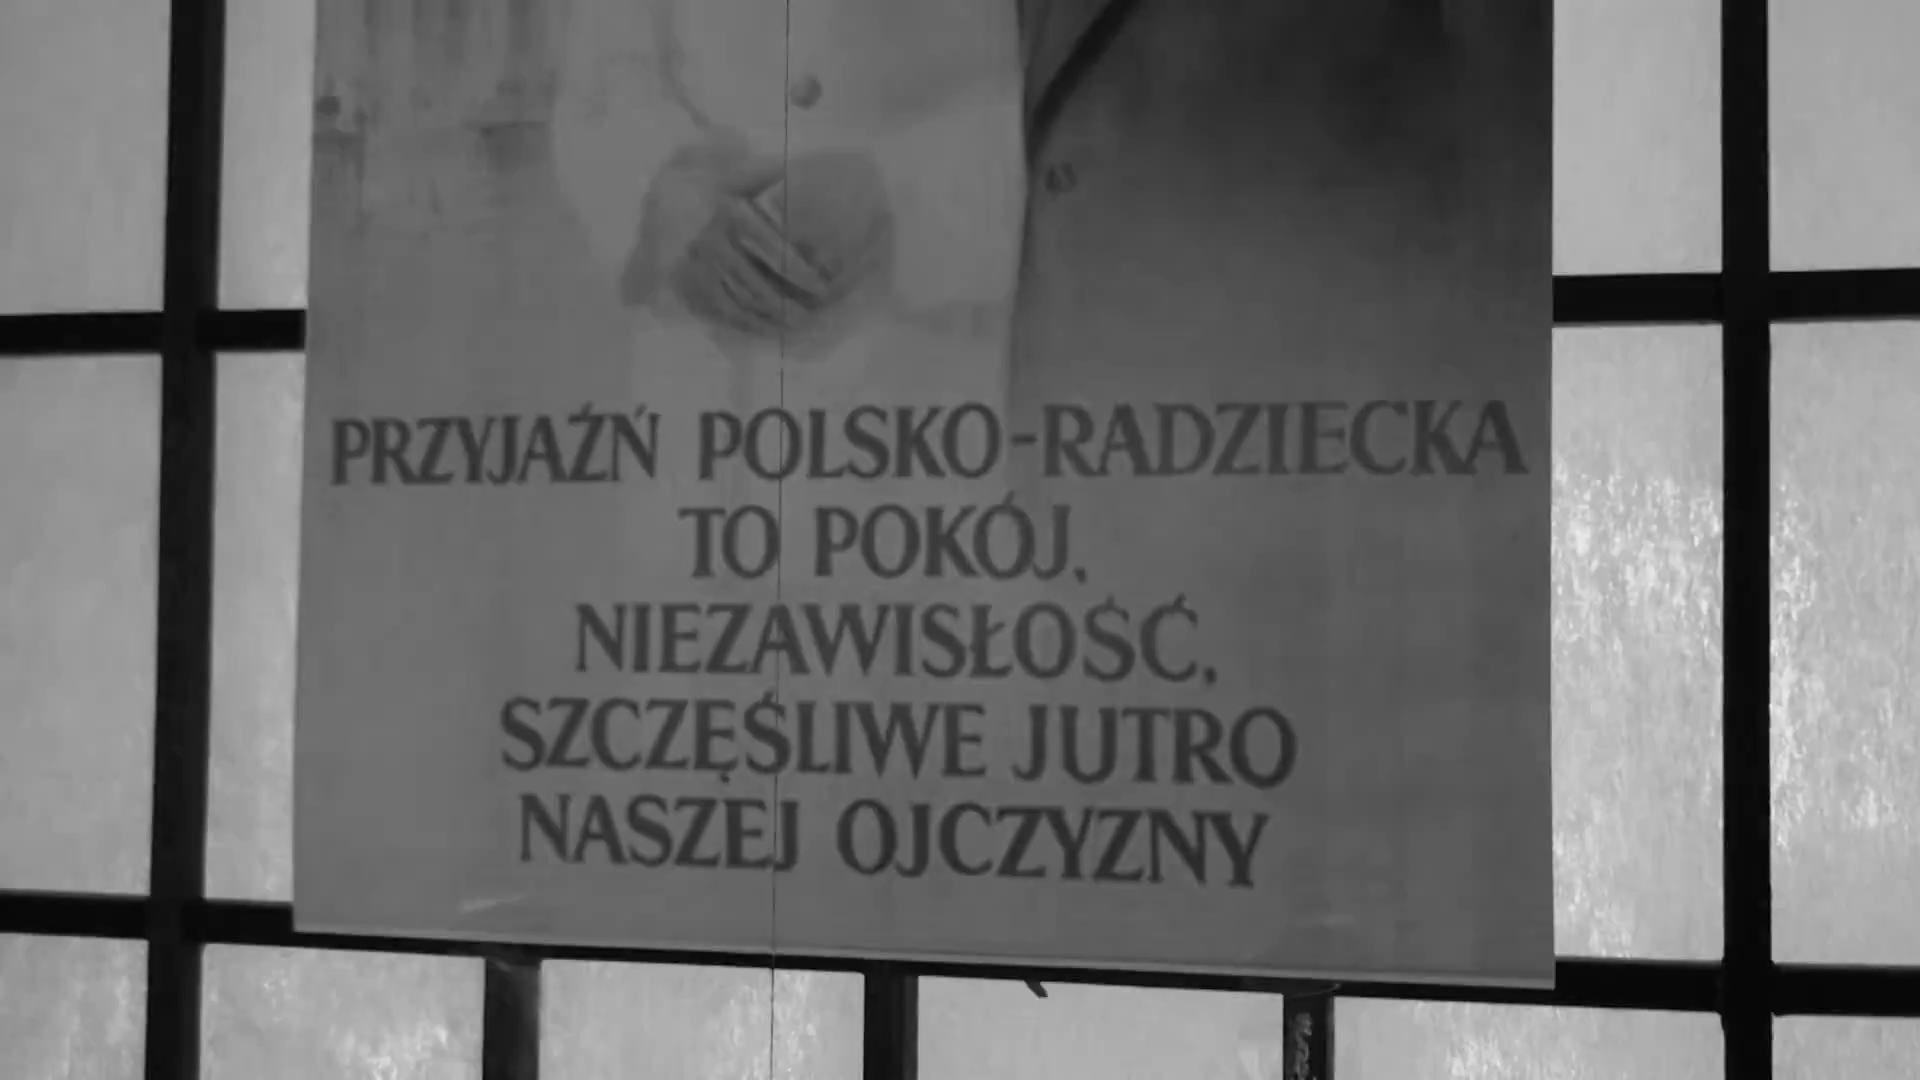 PRZYJAŹŃ POLSKO-RADZIECKA
TO POKÓJ,
NIEZAWISŁOŚĆ,
SZCZĘŚLIWE JUTRO
NASZEJ OJCZYZNY